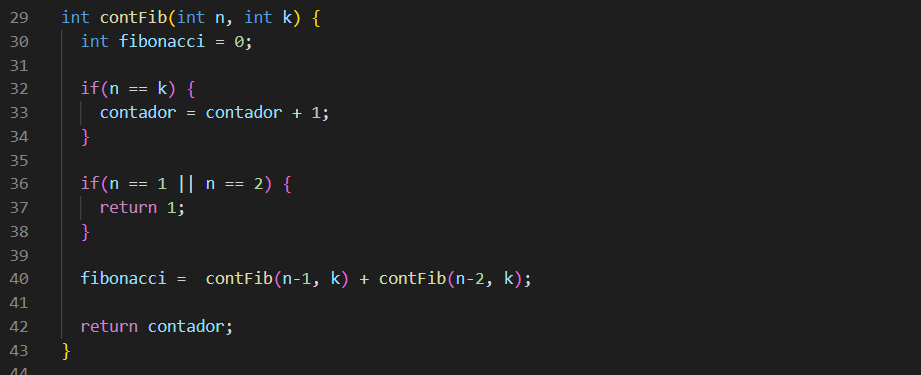 29 int contFib(int n, int k) {
30 int fibonacci = 0;
31
32 if(n == k) {
33 contador = contador + 1;
34 }
35
36 if(n == 1 || n == 2) {
37 return 1;
38 }
39
40 fibonacci =  contFib(n-1, k) + contFib(n-2, k);
41
42 return contador;
43 }
44